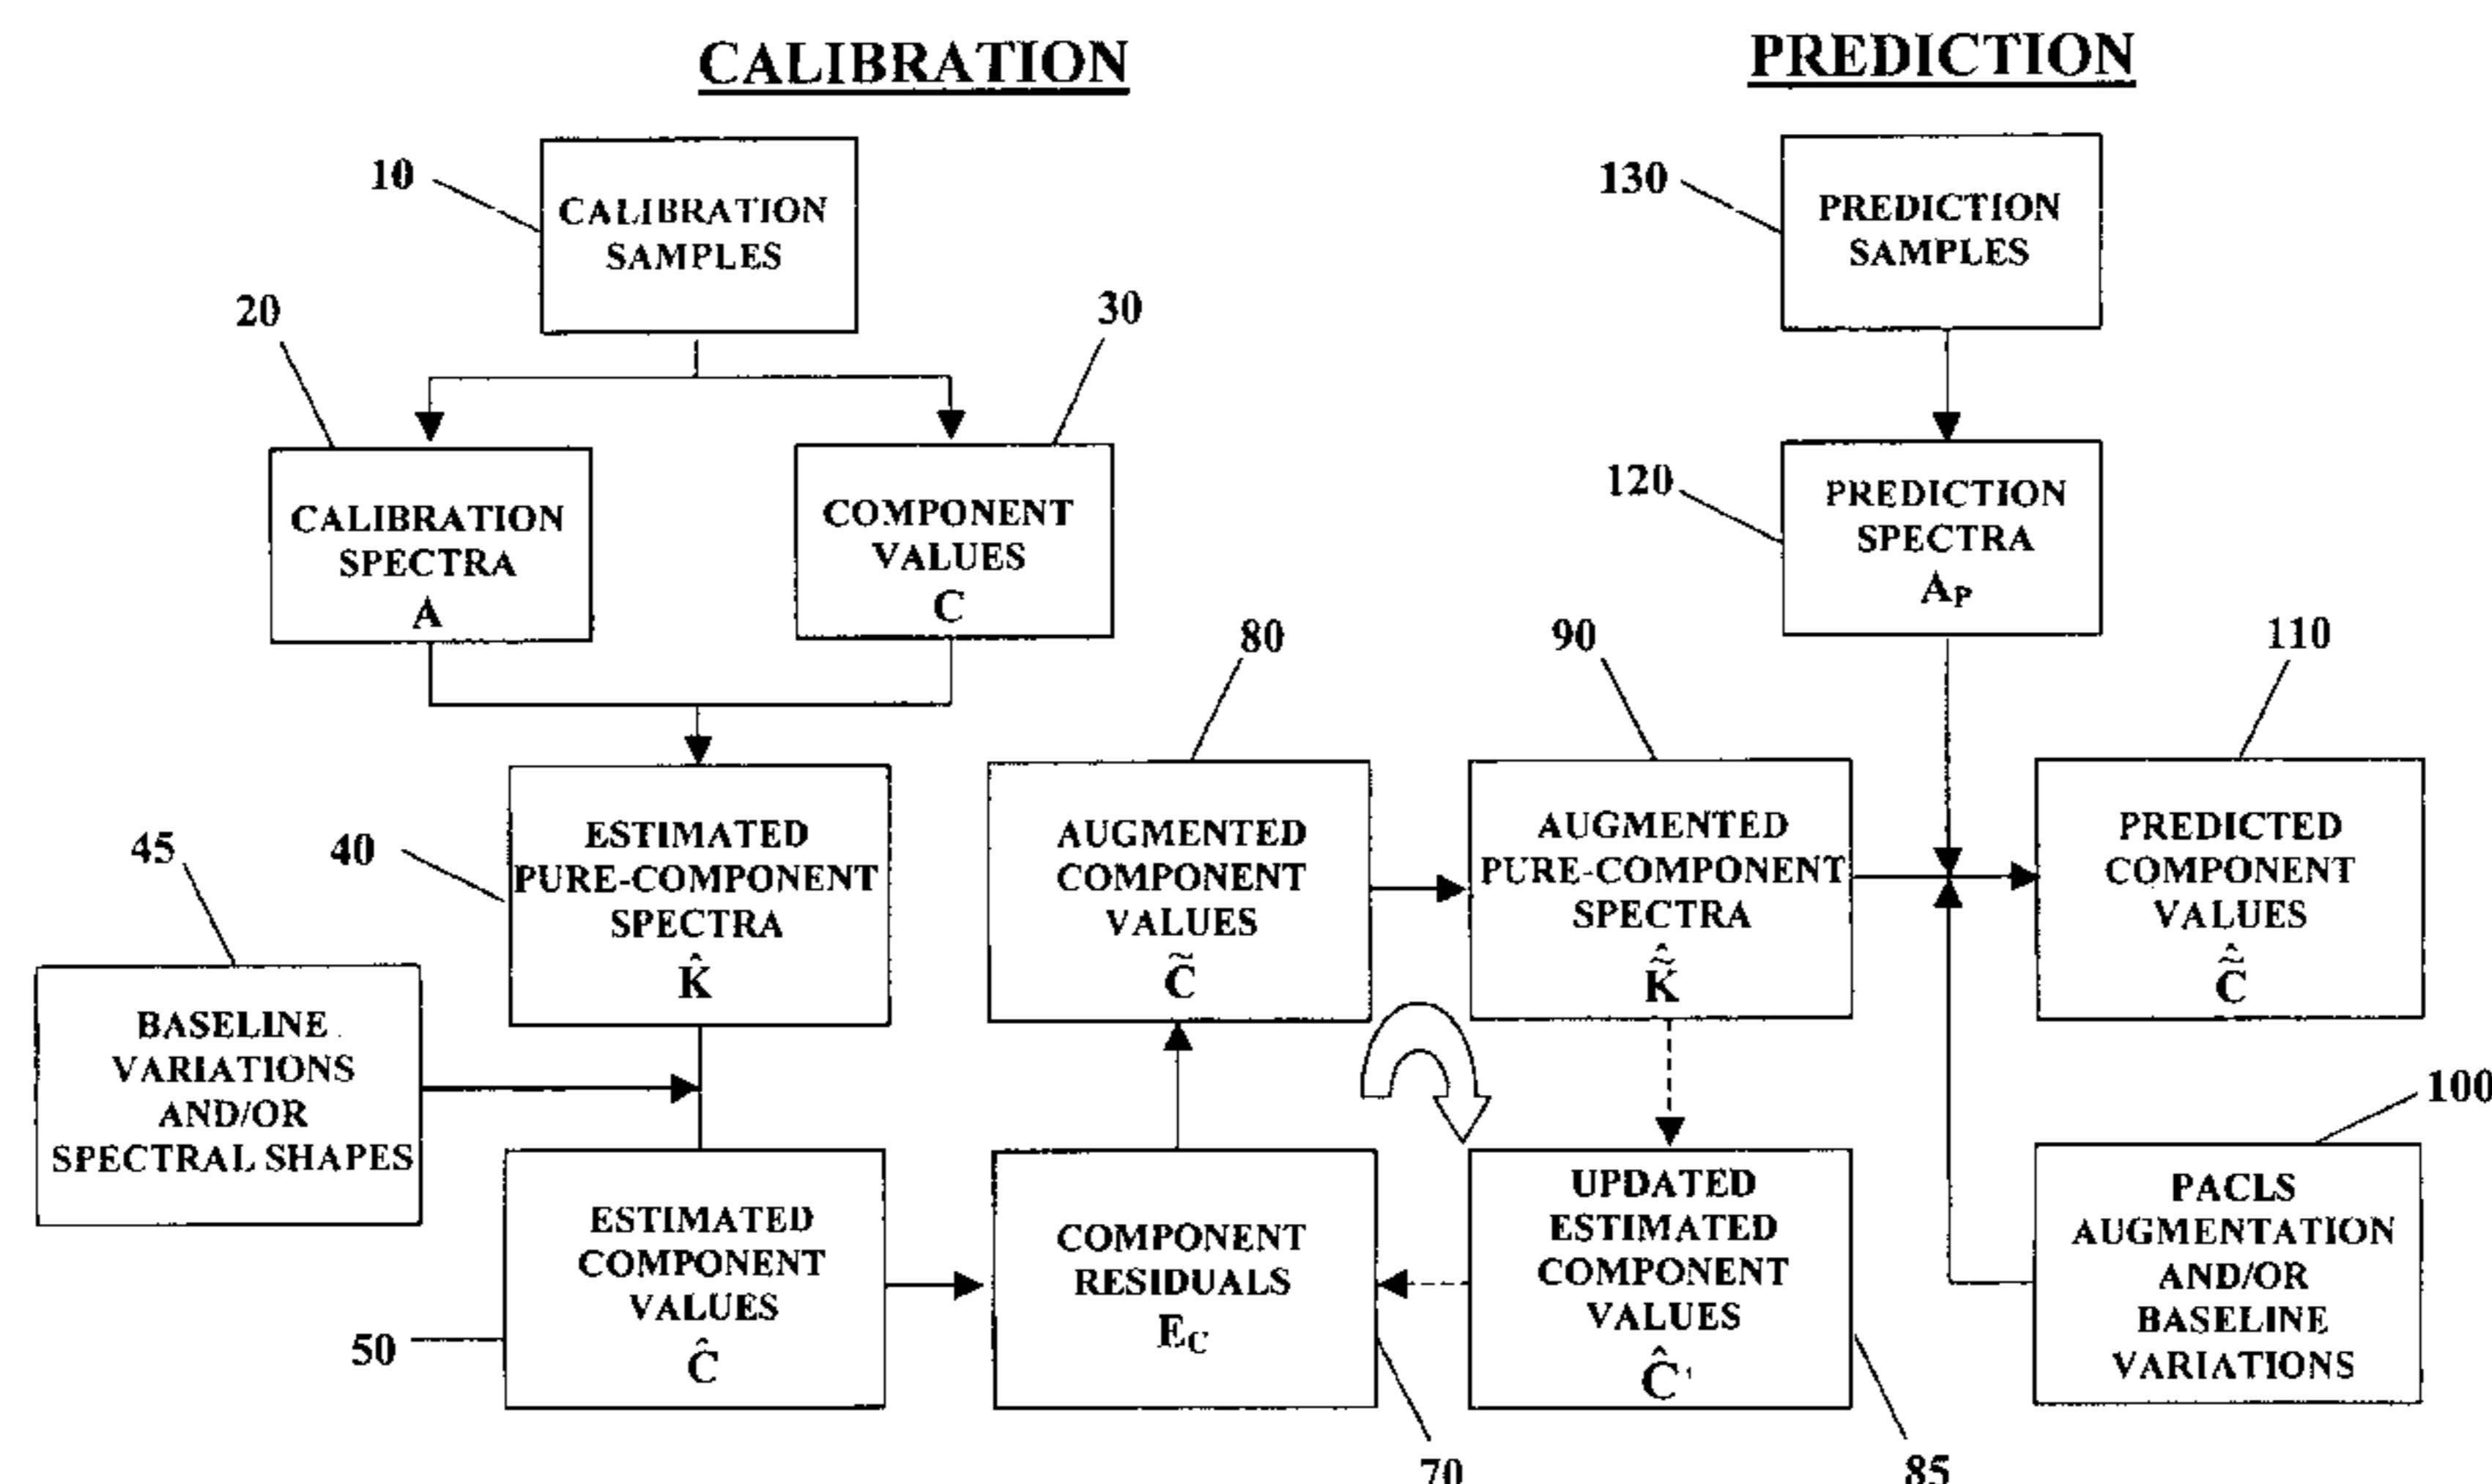 CALIBRATION
PREDICTION
10
CALIBRATION
SAMPLES
130
PREDICTION
SAMPLES
20
30
CALIBRATION
SPECTRA
A
COMPONENT
VALUES
C
120
PREDICTION
SPECTRA
Aₚ
80
90
110
45
40
ESTIMATED
PURE-COMPONENT
SPECTRA
K̂
AUGMENTED
COMPONENT
VALUES
C̃
AUGMENTED
PURE-COMPONENT
SPECTRA
K̃̂
PREDICTED
COMPONENT
VALUES
C̃̂
BASELINE
VARIATIONS
AND/OR
SPECTRAL SHAPES
100
50
ESTIMATED
COMPONENT
VALUES
Ĉ
COMPONENT
RESIDUALS
E_C
UPDATED
ESTIMATED
COMPONENT
VALUES
Ĉ'
PACLS
AUGMENTATION
AND/OR
BASELINE
VARIATIONS
70
85